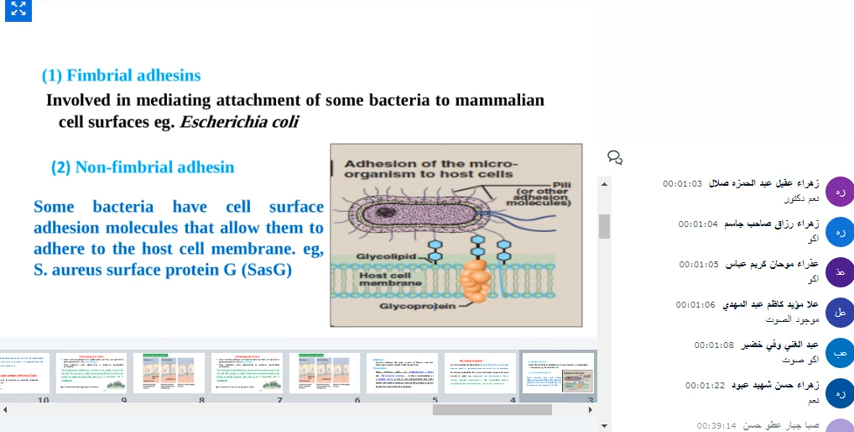 (1) Fimbrial adhesins
Involved in mediating attachment of some bacteria to mammalian
cell surfaces eg. Escherichia coli
(2) Non-fimbrial adhesin
Some bacteria have cell surface
adhesion molecules that allow them to
adhere to the host cell membrane. eg,
S. aureus surface protein G (SasG)
Adhesion of the micro-
organism to host cells
Pili
(or other
adhesion
molecules)
Glycolipid
Host cell
membrane
Glycoprotein
10
9
8
7
6
5
4
3
زهراء عقيل عبد الحمزه صلال 00:01:03
نعم دكتور
زه
زهراء رزاق صاحب جاسم 00:01:04
اكو
زه
عذراء موحان كريم عباس 00:01:05
اكو
عذ
علا مؤيد كاظم عبد المهدي 00:01:06
موجود الصوت
عل
عبد الغني وفي خضير 00:01:08
اكو صوت
عب
زهراء حسن شهيد عبود 00:01:22
نعم
زه
صبا جبار عطو حسن 00:39:14